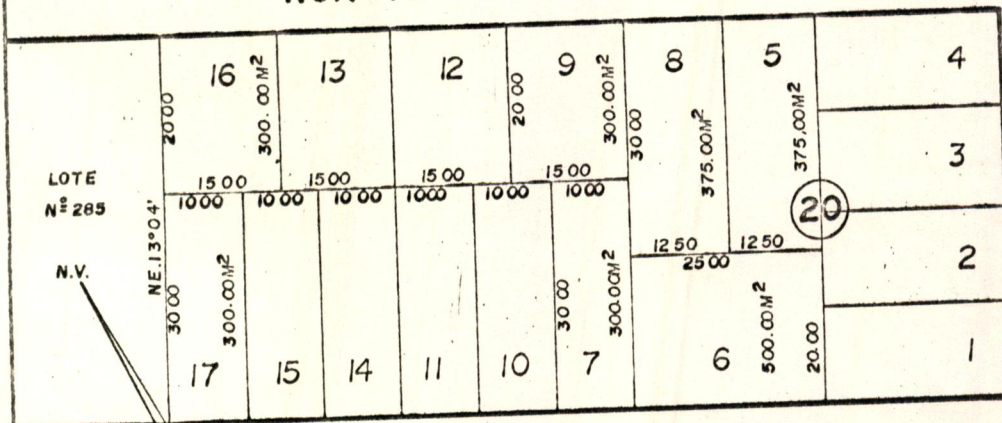 16 13 12 9 8 5 4
20 00 300.00M² 20 00 300.00M² 30 00 375.00M² 375.00M²
3
LOTE
Nº 285
15 00 15 00 15 00 15 00
10 00 10 00 10 00 10 00 10 00 10 00
20
NE.13º04'
12 50 12 50
25 00
2
N.V.
30 00 300.00M² 30 00 300.00M² 500.00M² 20.00
17 15 14 11 10 7 6 1